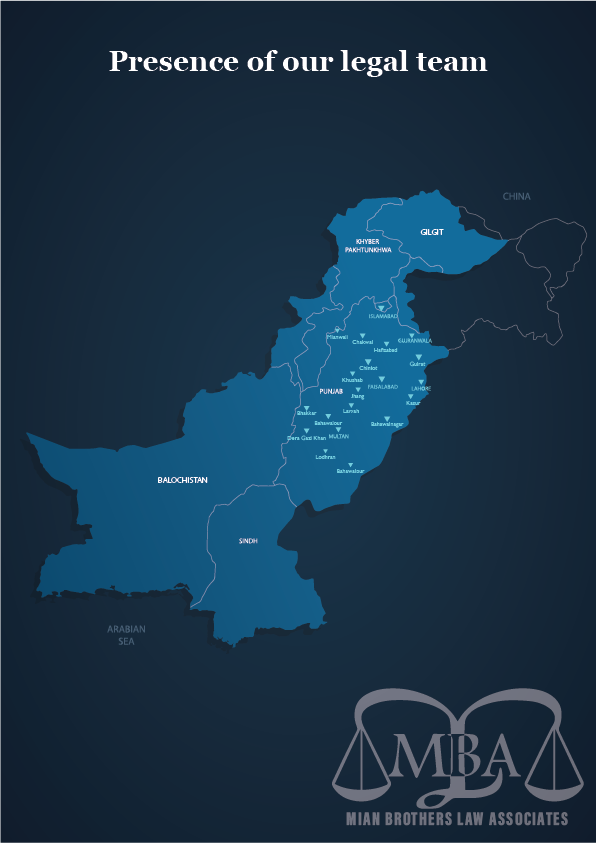 Presence of our legal team
CHINA
GILGIT
KHYBER
PAKHTUNKHWA
ISLAMABAD
Mianwali
Chakwal
GUJRANWALA
Hafizabad
Gujrat
Chiniot
Khushab
FAISALABAD
PUNJAB
Jhang
LAHORE
Kasur
Layyah
Bhakkar
Bahawalpur
Bahawalnagar
Dera Gazi Khan
MULTAN
Lodhran
Bahawalpur
BALOCHISTAN
SINDH
ARABIAN
SEA
MBA
MIAN BROTHERS LAW ASSOCIATES